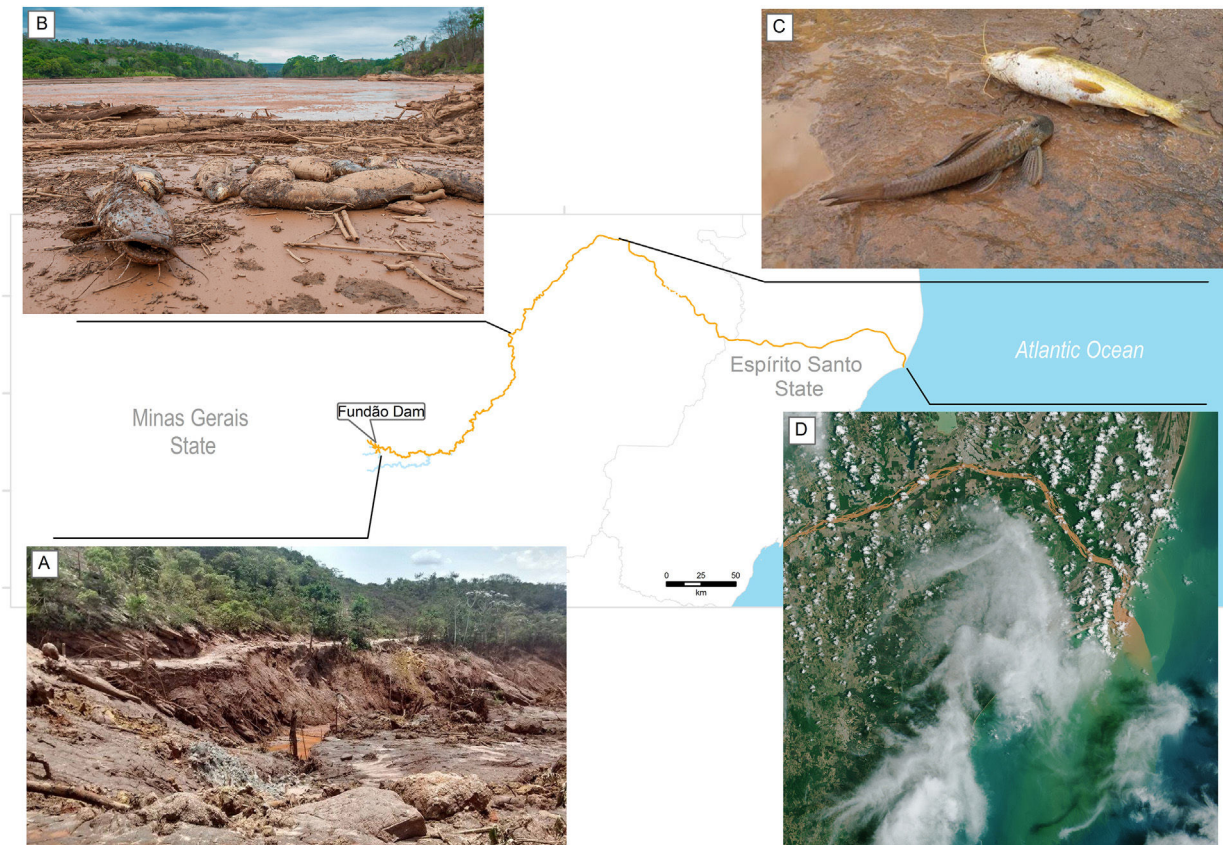 B
C
Atlantic Ocean
Espírito Santo
State
Fundão Dam
Minas Gerais
State
D
A
0 25 50
km